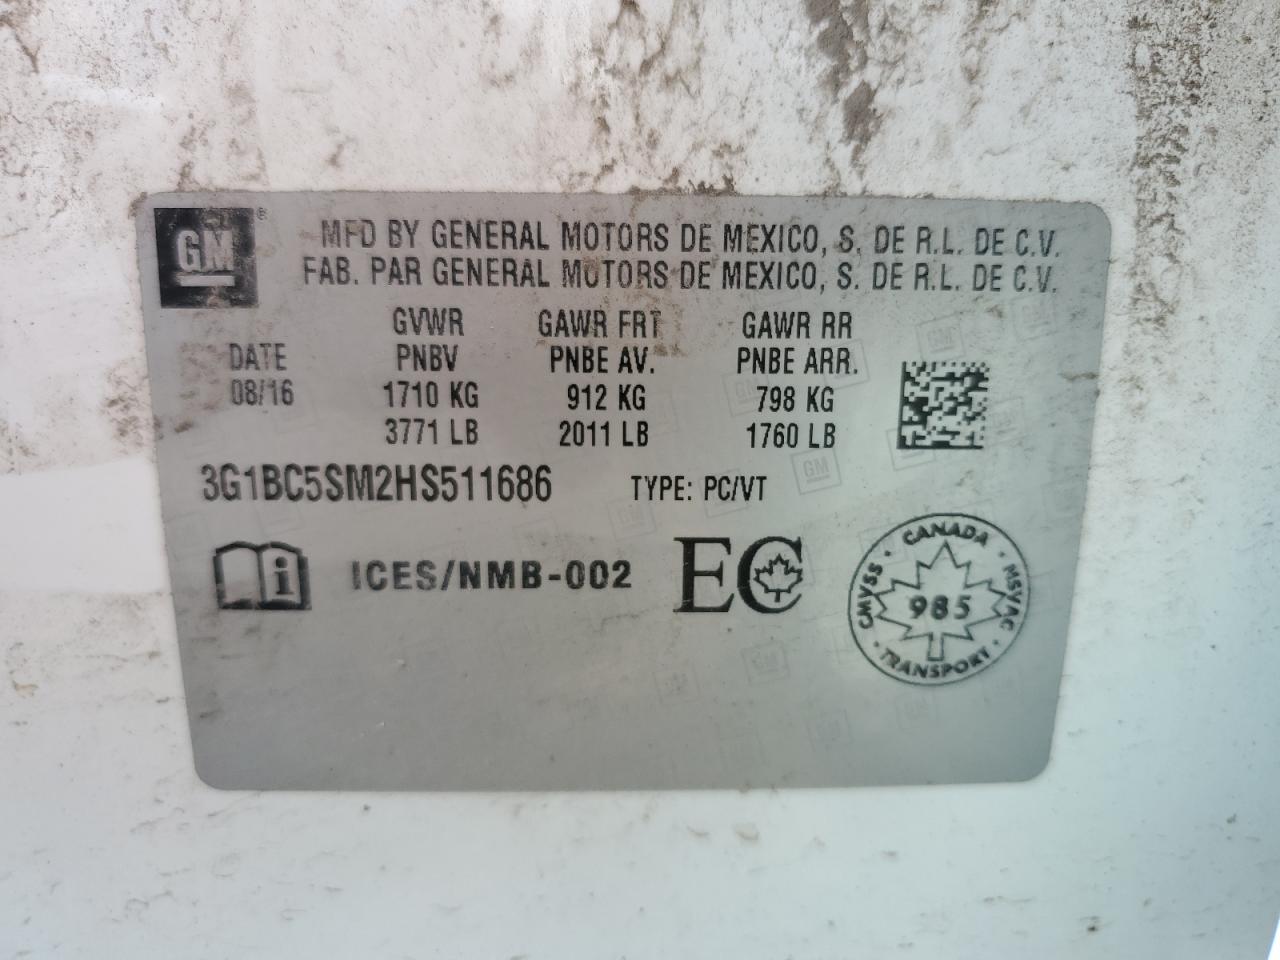 GM ®
MFD BY GENERAL MOTORS DE MEXICO, S. DE R.L. DE C.V.
FAB. PAR GENERAL MOTORS DE MEXICO, S. DE R.L. DE C.V.
GVWR GAWR FRT GAWR RR
DATE PNBV PNBE AV. PNBE ARR.
08/16 1710 KG 912 KG 798 KG
3771 LB 2011 LB 1760 LB
3G1BC5SM2HS511686 TYPE: PC/VT
i ICES/NMB-002 EC
CANADA
CMVSS 985 MSVAC
TRANSPORT